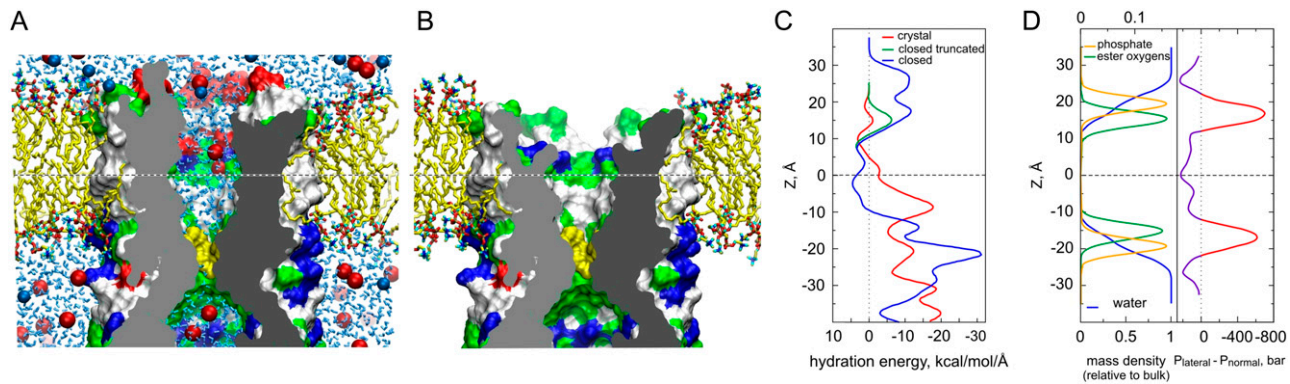 A
B
C
D
Z, Å
30
20
10
0
-10
-20
-30
crystal
closed truncated
closed
10 0 -10 -20 -30
hydration energy, kcal/mol/Å
0 0.1
Z, Å
30
20
10
0
-10
-20
-30
phosphate
ester oxygens
water
0 0.5 1 0 -400 -800
mass density
(relative to bulk)
Plateral - Pnormal, bar